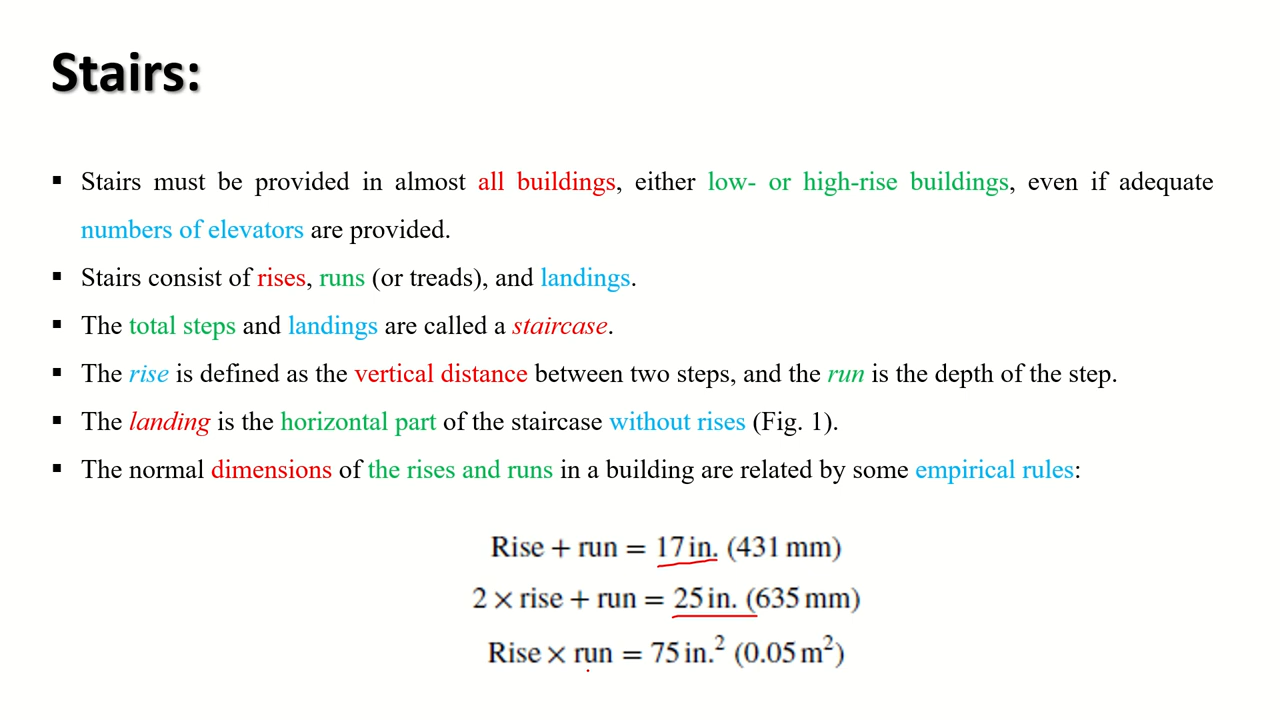 Stairs:
▪ Stairs must be provided in almost all buildings, either low- or high-rise buildings, even if adequate
numbers of elevators are provided.
▪ Stairs consist of rises, runs (or treads), and landings.
▪ The total steps and landings are called a staircase.
▪ The rise is defined as the vertical distance between two steps, and the run is the depth of the step.
▪ The landing is the horizontal part of the staircase without rises (Fig. 1).
▪ The normal dimensions of the rises and runs in a building are related by some empirical rules:
Rise + run = 17 in. (431 mm)
2 × rise + run = 25 in. (635 mm)
Rise × run = 75 in.² (0.05 m²)